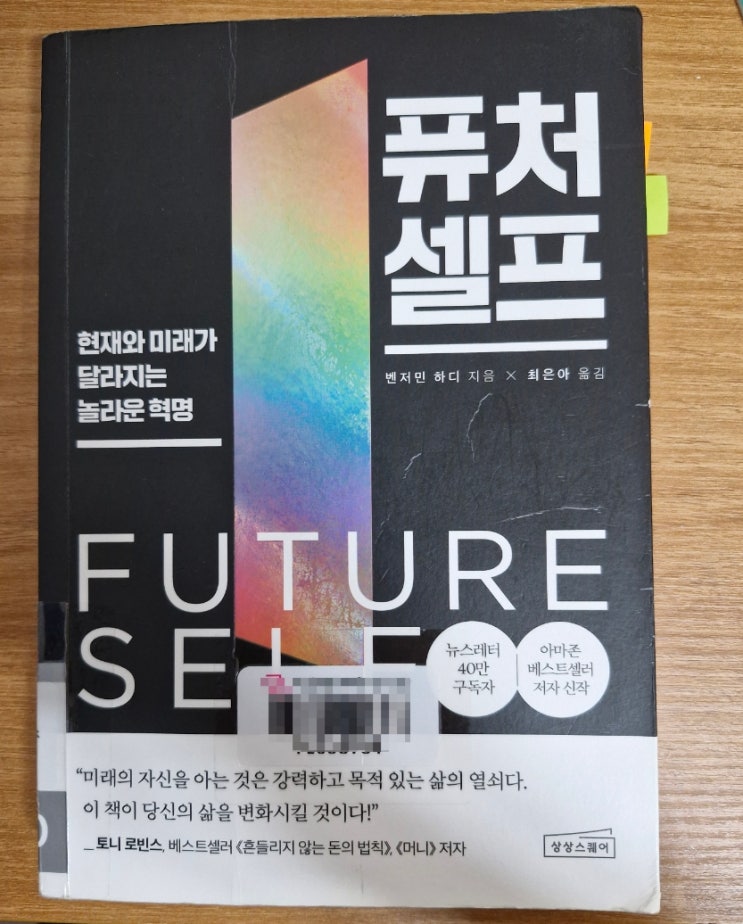 퓨처
셀프
벤저민 하디 지음 × 최은아 옮김
현재와 미래가
달라지는
놀라운 혁명
FUTURE
SELF
뉴스레터
40만
구독자
아마존
베스트셀러
저자 신작
“미래의 자신을 아는 것은 강력하고 목적 있는 삶의 열쇠다.
이 책이 당신의 삶을 변화시킬 것이다!”
_ 토니 로빈스, 베스트셀러 《흔들리지 않는 돈의 법칙》, 《머니》 저자
상상스퀘어